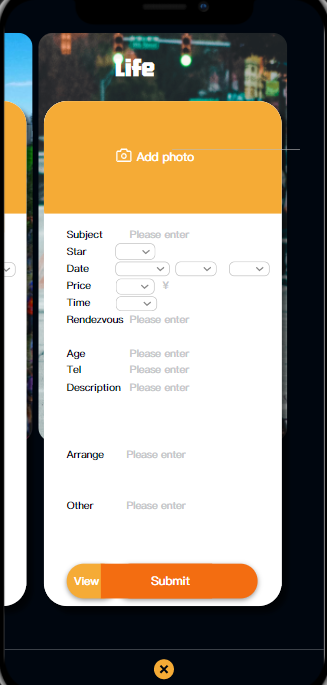 Life
Add photo
Subject Please enter
Star
Date
Price ¥
Time
Rendezvous Please enter
Age Please enter
Tel Please enter
Description Please enter
Arrange Please enter
Other Please enter
View Submit